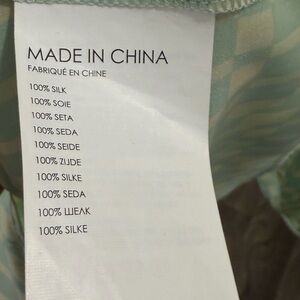 MADE IN CHINA
FABRIQUÉ EN CHINE
100% SILK
100% SOIE
100% SETA
100% SEDA
100% SEIDE
100% ZIJDE
100% SILKE
100% SEDA
100% ШЕЛК
100% SILKE